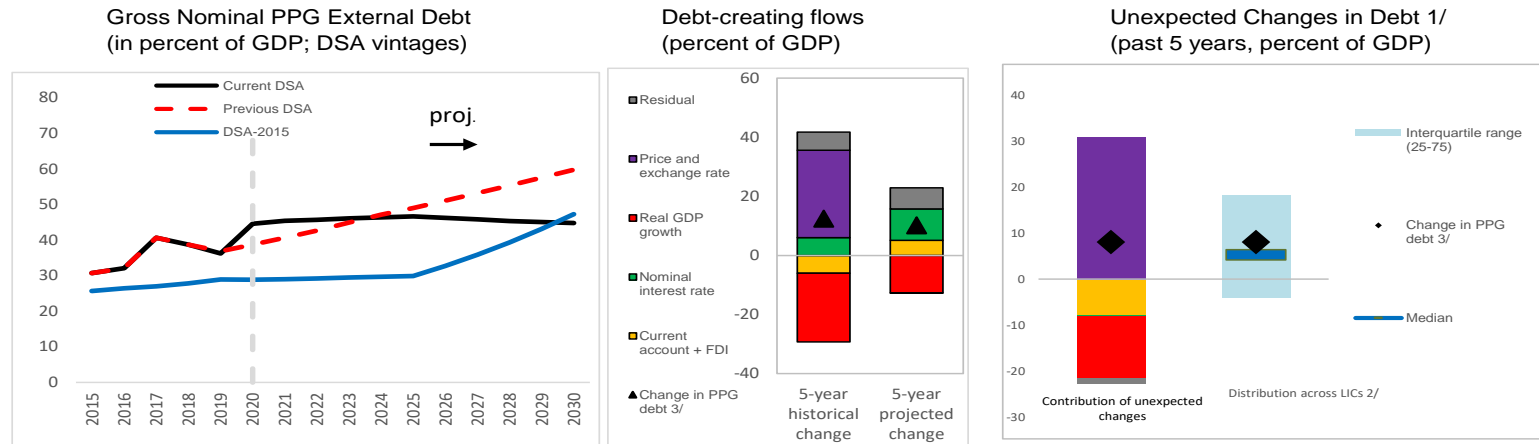 Gross Nominal PPG External Debt
(in percent of GDP; DSA vintages)
Current DSA
Previous DSA
DSA-2015
proj.
80
70
60
50
40
30
20
10
0
2015
2016
2017
2018
2019
2020
2021
2022
2023
2024
2025
2026
2027
2028
2029
2030
Debt-creating flows
(percent of GDP)
Residual
Price and
exchange rate
Real GDP
growth
Nominal
interest rate
Current
account + FDI
Change in PPG
debt 3/
60
40
20
0
-20
-40
5-year
historical
change
5-year
projected
change
Unexpected Changes in Debt 1/
(past 5 years, percent of GDP)
40
30
20
10
0
-10
-20
-30
Contribution of unexpected
changes
Distribution across LICs 2/
Interquartile range
(25-75)
Change in PPG
debt 3/
Median